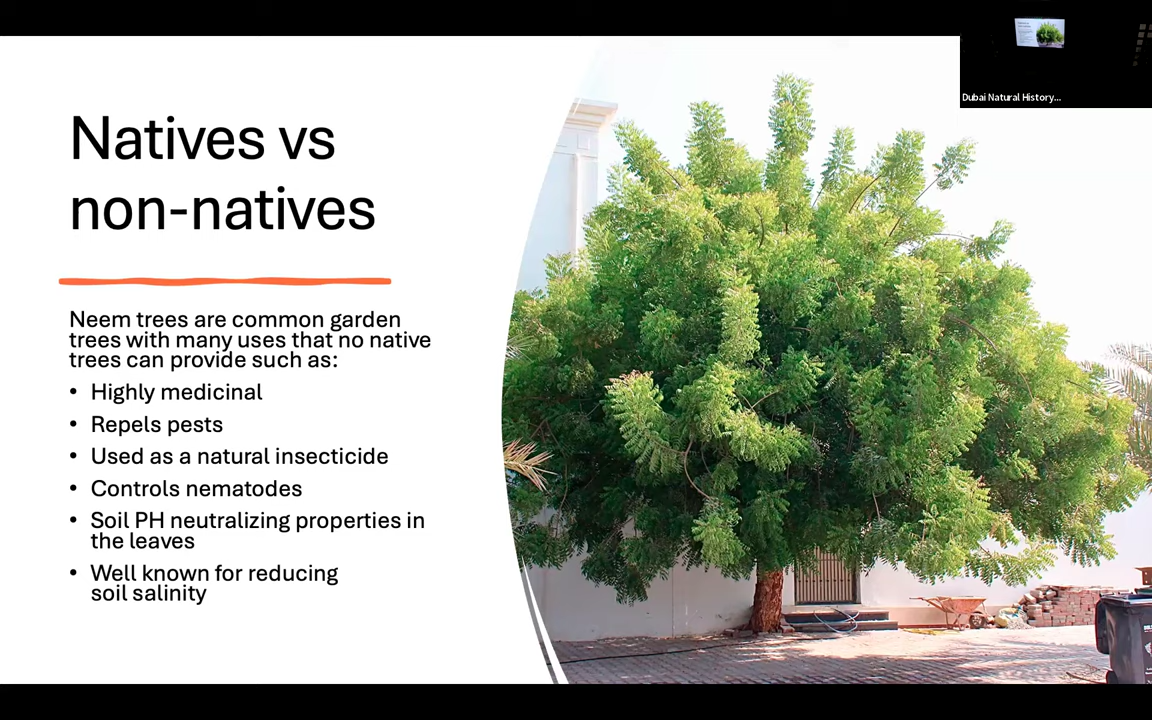 Natives vs
non-natives
Neem trees are common garden
trees with many uses that no native
trees can provide such as:
• Highly medicinal
• Repels pests
• Used as a natural insecticide
• Controls nematodes
• Soil PH neutralizing properties in
the leaves
• Well known for reducing
soil salinity
Dubai Natural History...